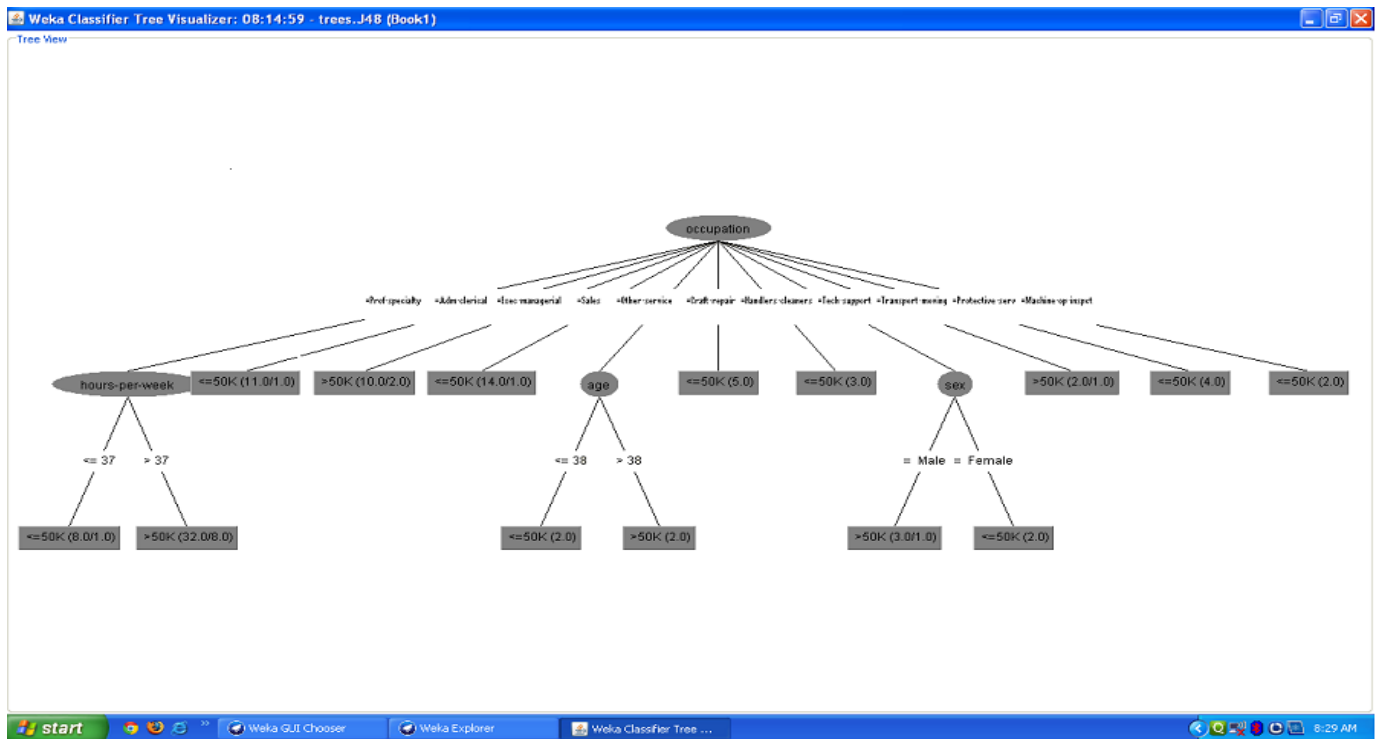 Weka Classifier Tree Visualizer: 08:14:59 - trees.J48 (Book1)
Tree View
occupation
=Prof-specialty =Adm-clerical =Exec-managerial =Sales =Other-service =Craft-repair =Handlers-cleaners =Tech-support =Transport-moving =Protective-serv =Machine-op-inspct
hours-per-week <=50K (11.0/1.0) >50K (10.0/2.0) <=50K (14.0/1.0) age <=50K (5.0) <=50K (3.0) sex >50K (2.0/1.0) <=50K (4.0) <=50K (2.0)
<= 37 > 37 <= 38 > 38 = Male = Female
<=50K (8.0/1.0) >50K (32.0/8.0) <=50K (2.0) >50K (2.0) >50K (3.0/1.0) <=50K (2.0)
start Weka GUI Chooser Weka Explorer Weka Classifier Tree ... 8:29 AM